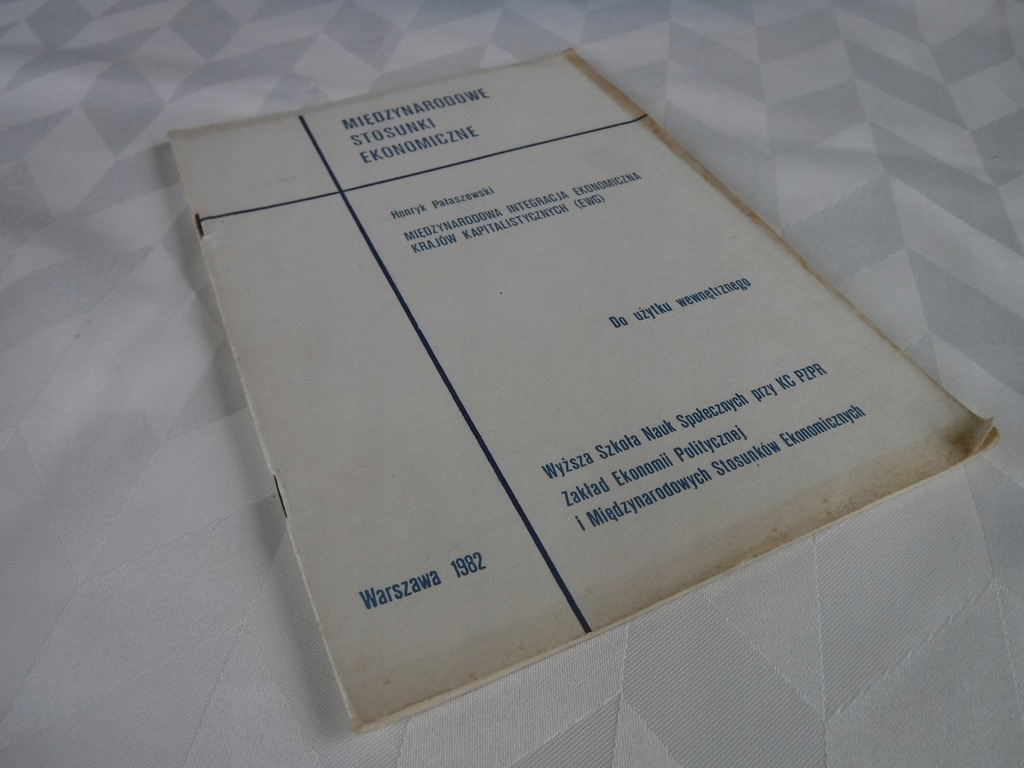 MIĘDZYNARODOWE
STOSUNKI
EKONOMICZNE
Henryk Pałaszewski
MIĘDZYNARODOWA INTEGRACJA EKONOMICZNA
KRAJÓW KAPITALISTYCZNYCH (EWG)
Do użytku wewnętrznego
Wyższa Szkoła Nauk Społecznych przy KC PZPR
Zakład Ekonomii Politycznej
i Międzynarodowych Stosunków Ekonomicznych
Warszawa 1982